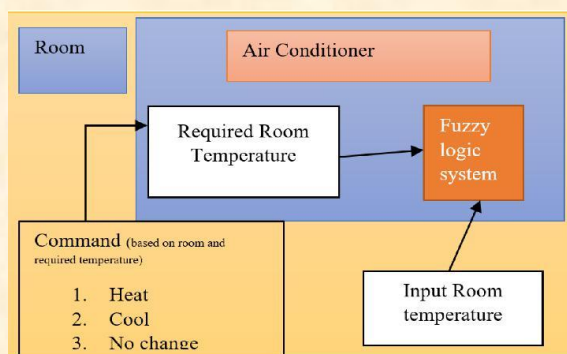 Room
Air Conditioner
Required Room
Temperature
Fuzzy
logic
system
Command (based on room and
required temperature)
1. Heat
2. Cool
3. No change
Input Room
temperature